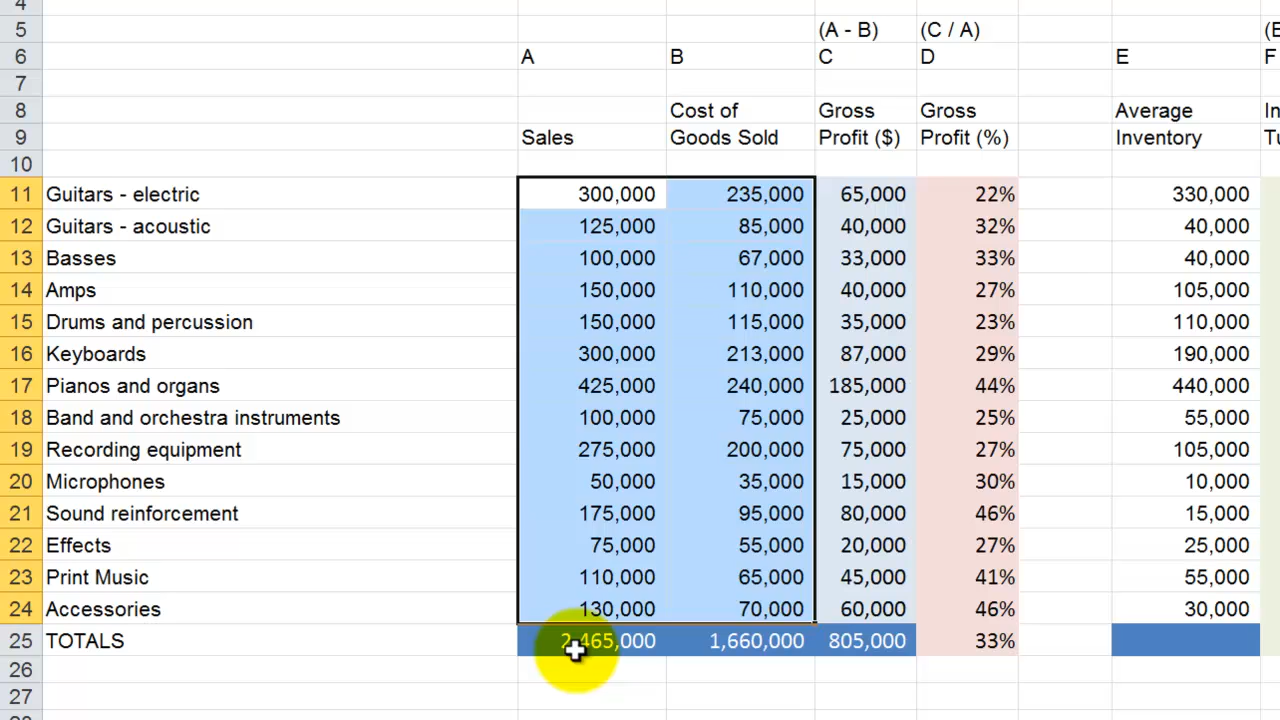 4
5 (A - B) (C / A) (E
6 A B C D E F
7
8 Cost of Gross Gross Average In
9 Sales Goods Sold Profit ($) Profit (%) Inventory Tu
10
11 Guitars - electric 300,000 235,000 65,000 22% 330,000
12 Guitars - acoustic 125,000 85,000 40,000 32% 40,000
13 Basses 100,000 67,000 33,000 33% 40,000
14 Amps 150,000 110,000 40,000 27% 105,000
15 Drums and percussion 150,000 115,000 35,000 23% 110,000
16 Keyboards 300,000 213,000 87,000 29% 190,000
17 Pianos and organs 425,000 240,000 185,000 44% 440,000
18 Band and orchestra instruments 100,000 75,000 25,000 25% 55,000
19 Recording equipment 275,000 200,000 75,000 27% 105,000
20 Microphones 50,000 35,000 15,000 30% 10,000
21 Sound reinforcement 175,000 95,000 80,000 46% 15,000
22 Effects 75,000 55,000 20,000 27% 25,000
23 Print Music 110,000 65,000 45,000 41% 55,000
24 Accessories 130,000 70,000 60,000 46% 30,000
25 TOTALS 2,465,000 1,660,000 805,000 33%
26
27